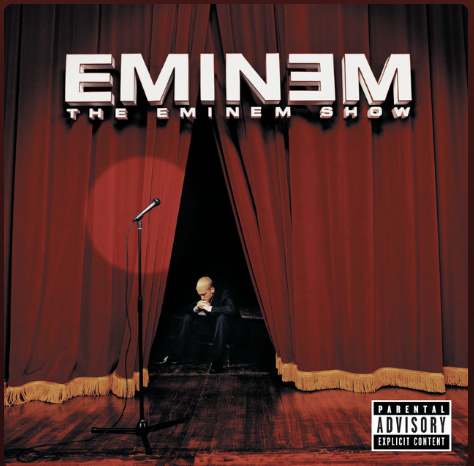 EMINƎM
THE EMINEM SHOW
PARENTAL
ADVISORY
EXPLICIT CONTENT